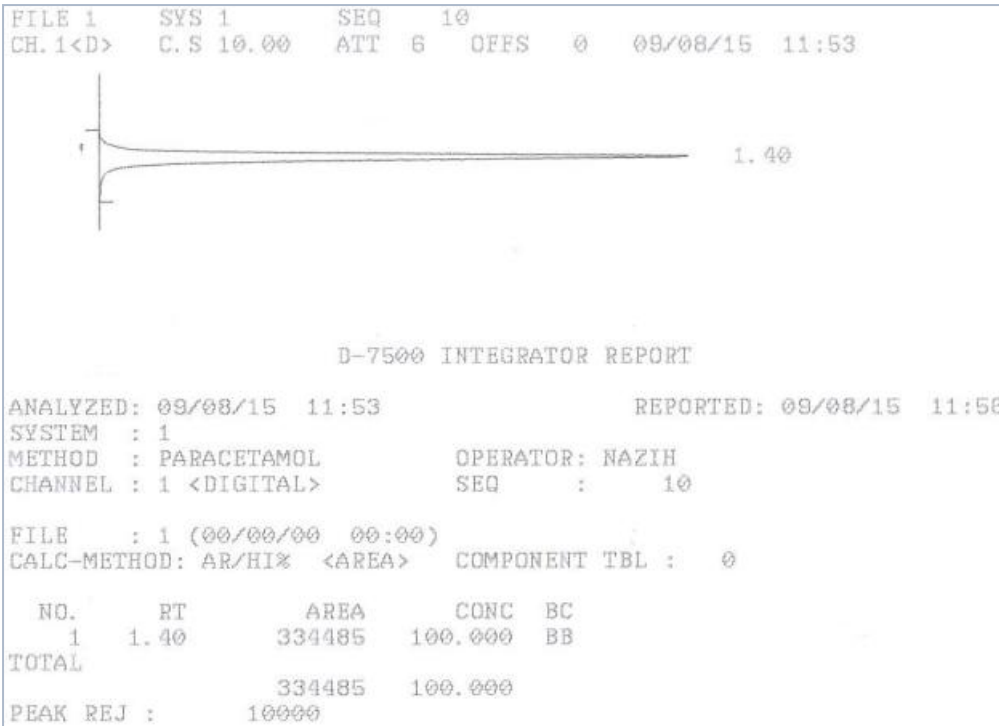 FILE 1 SYS 1 SEQ 10
CH.1<D> C.S 10.00 ATT 6 OFFS 0 09/08/15 11:53
1.40
D-7500 INTEGRATOR REPORT
ANALYZED: 09/08/15 11:53 REPORTED: 09/08/15
SYSTEM : 1
METHOD : PARACETAMOL OPERATOR: NAZIH
CHANNEL : 1 <DIGITAL> SEQ : 10
FILE : 1 (00/00/00 00:00)
CALC-METHOD: AR/HI% <AREA> COMPONENT TBL : 0
NO. RT AREA CONC BC
1 1.40 334485 100.000 BB
TOTAL
334485 100.000
PEAK REJ : 10000